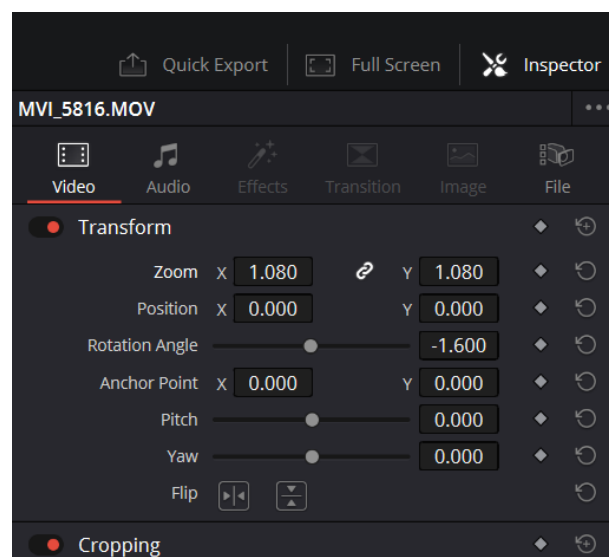 Quick Export Full Screen Inspector
MVI_5816.MOV
Video Audio Effects Transition Image File
Transform
Zoom X 1.080 Y 1.080
Position X 0.000 Y 0.000
Rotation Angle -1.600
Anchor Point X 0.000 Y 0.000
Pitch 0.000
Yaw 0.000
Flip
Cropping